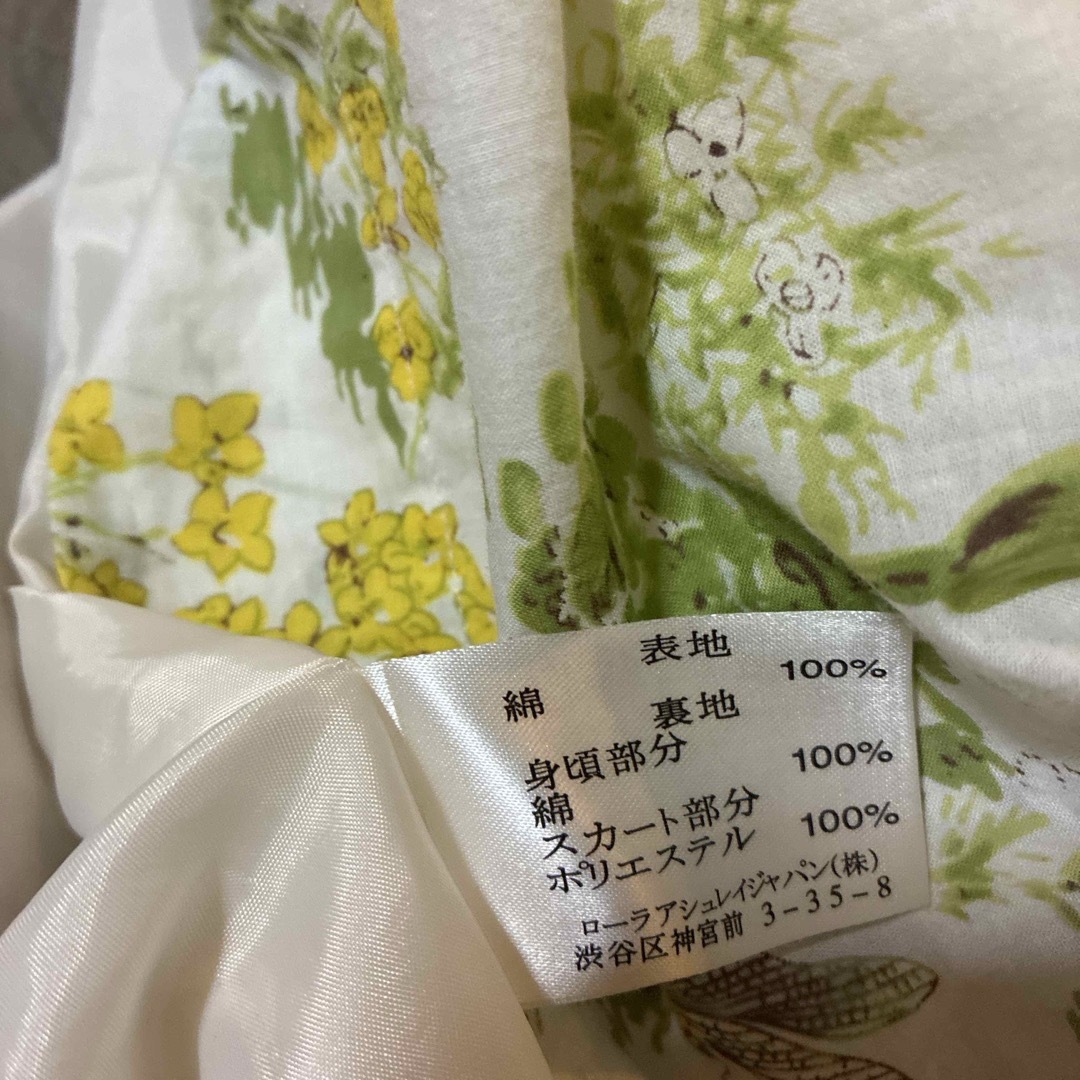 表地
綿 100%
裏地
身頃部分
綿 100%
スカート部分
ポリエステル 100%
ローラアシュレイジャパン(株)
渋谷区神宮前 3-35-8